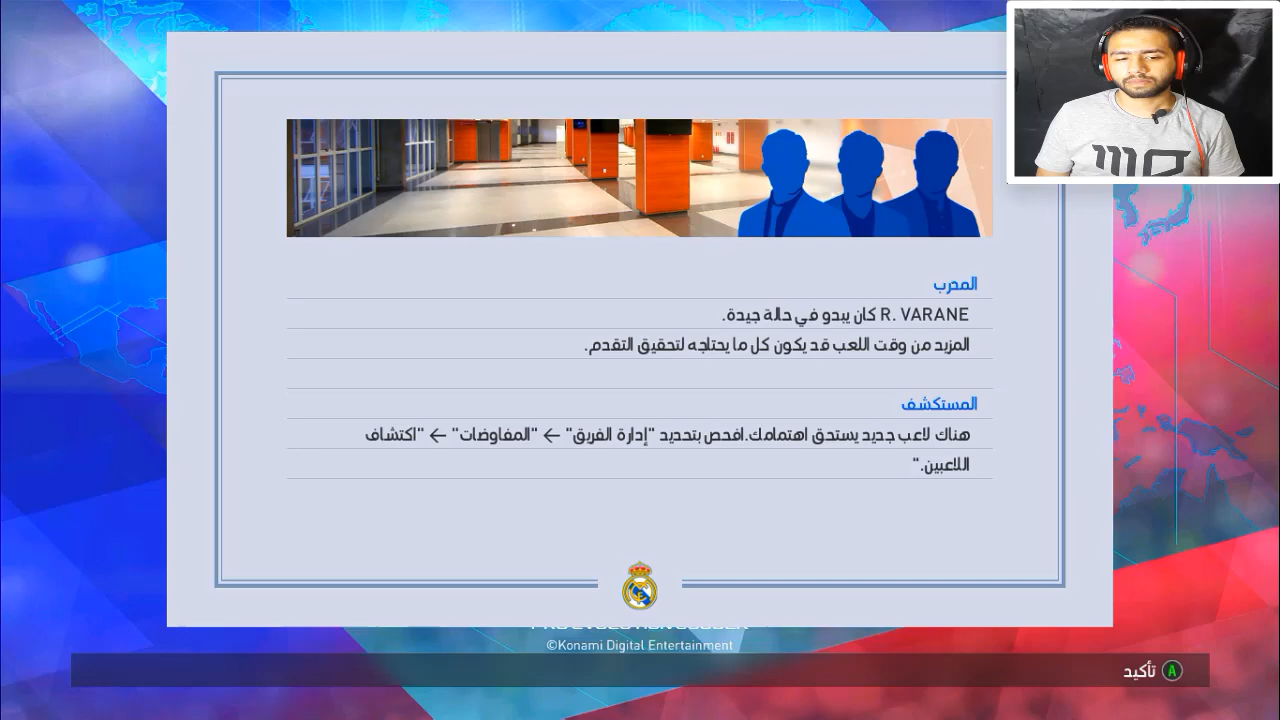 المدرب
R. VARANE كان يبدو في حالة جيدة.
المزيد من وقت اللعب قد يكون كل ما يحتاجه لتحقيق التقدم.
المستكشف
هناك لاعب جديد يستحق اهتمامك.افحص بتحديد "إدارة الفريق" ← "المفاوضات" ← "اكتشاف
اللاعبين."
©Konami Digital Entertainment
A تأكيد